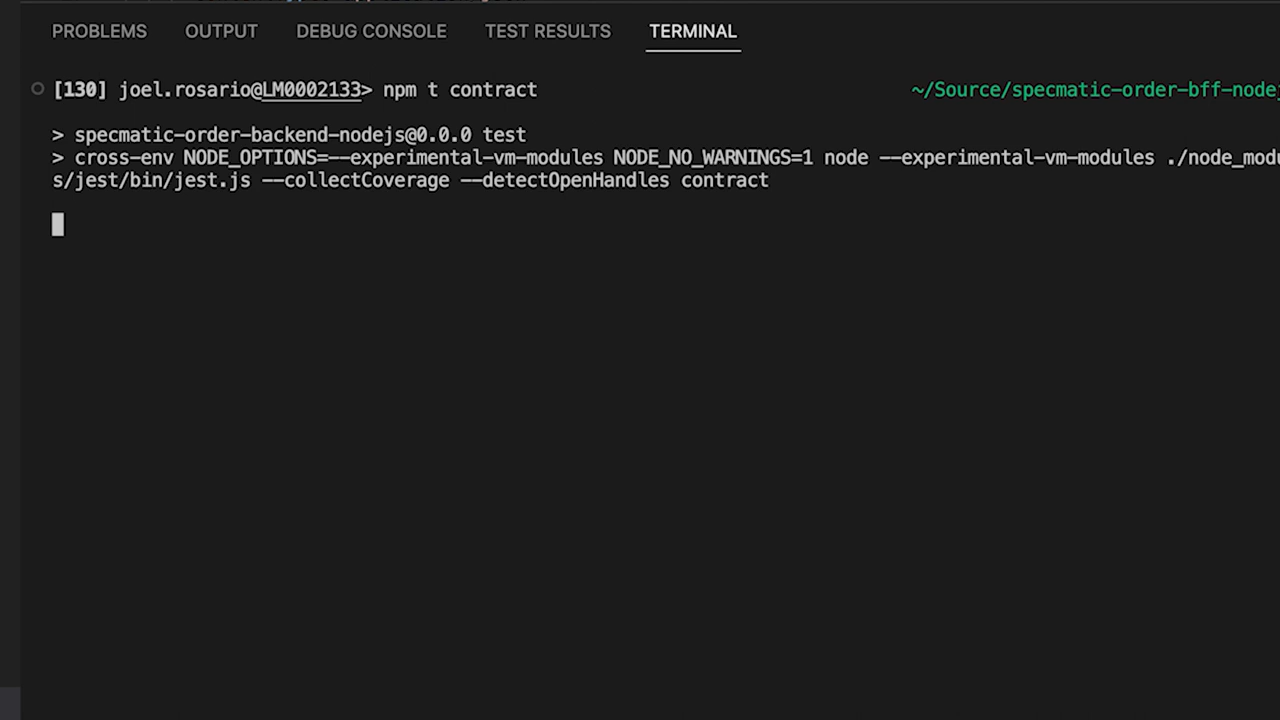 PROBLEMS OUTPUT DEBUG CONSOLE TEST RESULTS TERMINAL
[130] joel.rosario@LM0002133> npm t contract ~/Source/specmatic-order-bff-node
> specmatic-order-backend-nodejs@0.0.0 test
> cross-env NODE_OPTIONS=--experimental-vm-modules NODE_NO_WARNINGS=1 node --experimental-vm-modules ./node_modu
s/jest/bin/jest.js --collectCoverage --detectOpenHandles contract